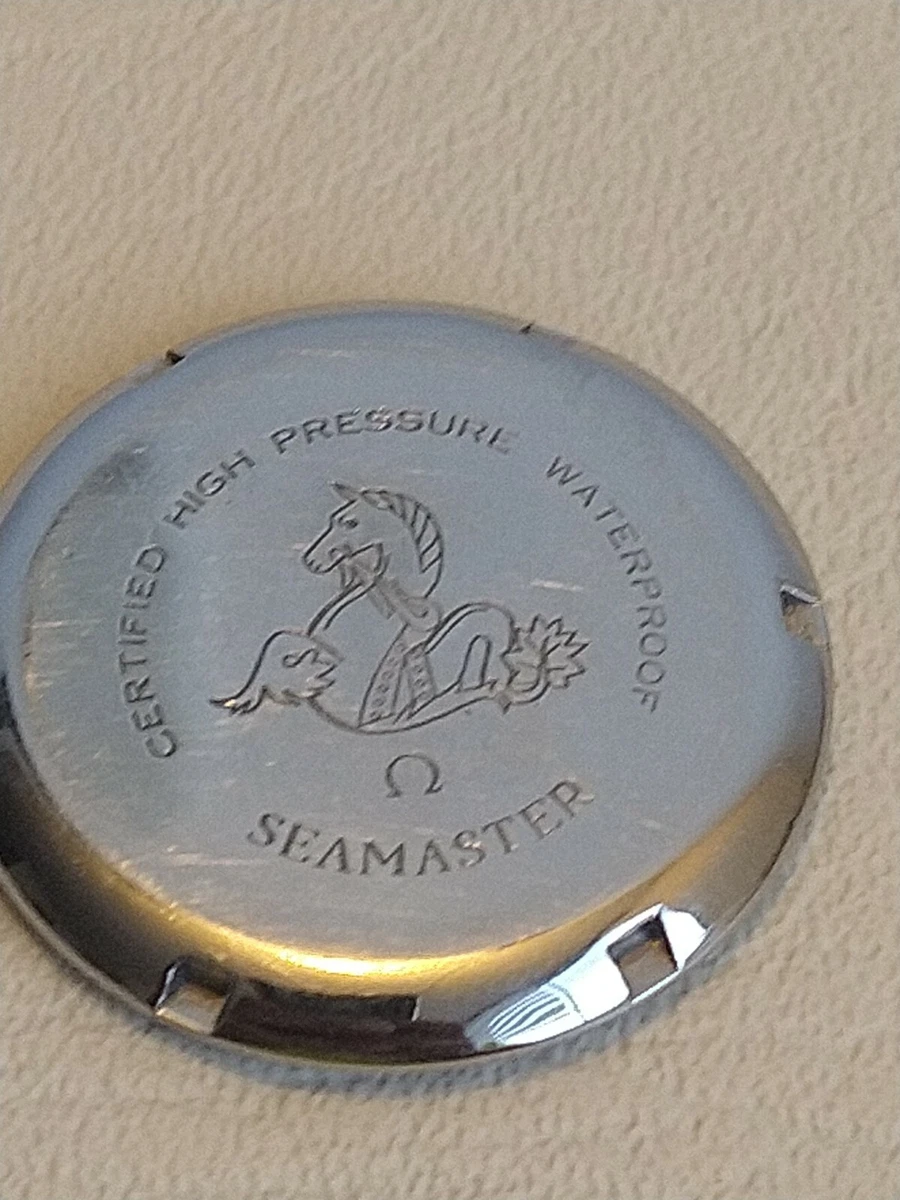 CERTIFIED HIGH PRESSURE WATERPROOF
Ω
SEAMASTER